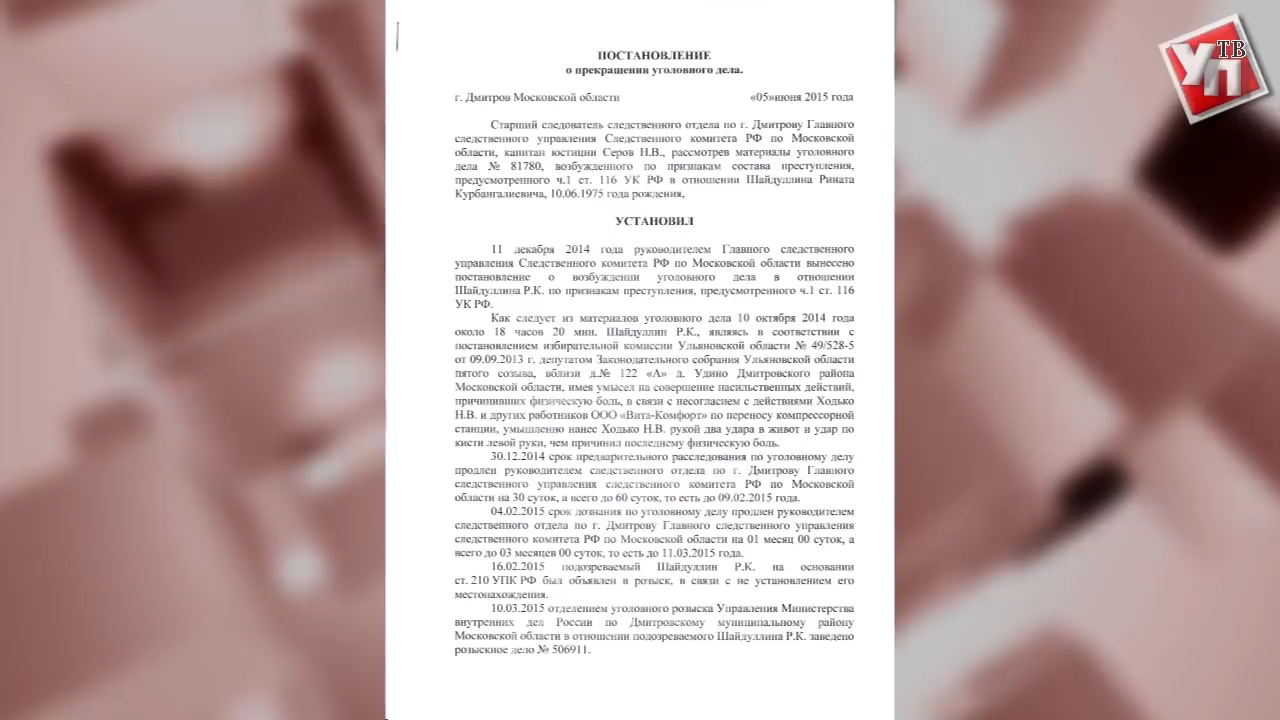 ПОСТАНОВЛЕНИЕ
о прекращении уголовного дела.
г. Дмитров Московской области «05»июня 2015 года
Старший следователь следственного отдела по г. Дмитрову Главного
следственного управления Следственного комитета РФ по Московской
области, капитан юстиции Серов Н.В., рассмотрев материалы уголовного
дела № 81780, возбужденного по признакам состава преступления,
предусмотренного ч.1 ст. 116 УК РФ в отношении Шайдуллина Рината
Курбангалиевича, 10.06.1975 года рождения,
УСТАНОВИЛ
11 декабря 2014 года руководителем Главного следственного
управления Следственного комитета РФ по Московской области вынесено
постановление о возбуждении уголовного дела в отношении
Шайдуллина Р.К. по признакам преступления, предусмотренного ч.1 ст. 116
УК РФ.
Как следует из материалов уголовного дела 10 октября 2014 года
около 18 часов 20 мин. Шайдуллин Р.К., являясь в соответствии с
постановлением избирательной комиссии Ульяновской области № 49/528-5
от 09.09.2013 г. депутатом Законодательного собрания Ульяновской области
пятого созыва, вблизи д.№ 122 «А» д. Удино Дмитровского района
Московской области, имея умысел на совершение насильственных действий,
причинивших физическую боль, в связи с несогласием с действиями Ходько
Н.В. и других работников ООО «Вита-Комфорт» по переносу компрессорной
станции, умышленно нанес Ходько Н.В. рукой два удара в живот и удар по
кисти левой руки, чем причинил последнему физическую боль.
30.12.2014 срок предварительного расследования по уголовному делу
продлен руководителем следственного отдела по г. Дмитрову Главного
следственного управления следственного комитета РФ по Московской
области на 30 суток, а всего до 60 суток, то есть до 09.02.2015 года.
04.02.2015 срок дознания по уголовному делу продлен руководителем
следственного отдела по г. Дмитрову Главного следственного управления
следственного комитета РФ по Московской области на 01 месяц 00 суток, а
всего до 03 месяцев 00 суток, то есть до 11.03.2015 года.
16.02.2015 подозреваемый Шайдуллин Р.К. на основании
ст. 210 УПК РФ был объявлен в розыск, в связи с не установлением его
местонахождения.
10.03.2015 отделением уголовного розыска Управления Министерства
внутренних дел России по Дмитровскому муниципальному району
Московской области в отношении подозреваемого Шайдуллина Р.К. заведено
розыскное дело № 506911.
УП ТВ